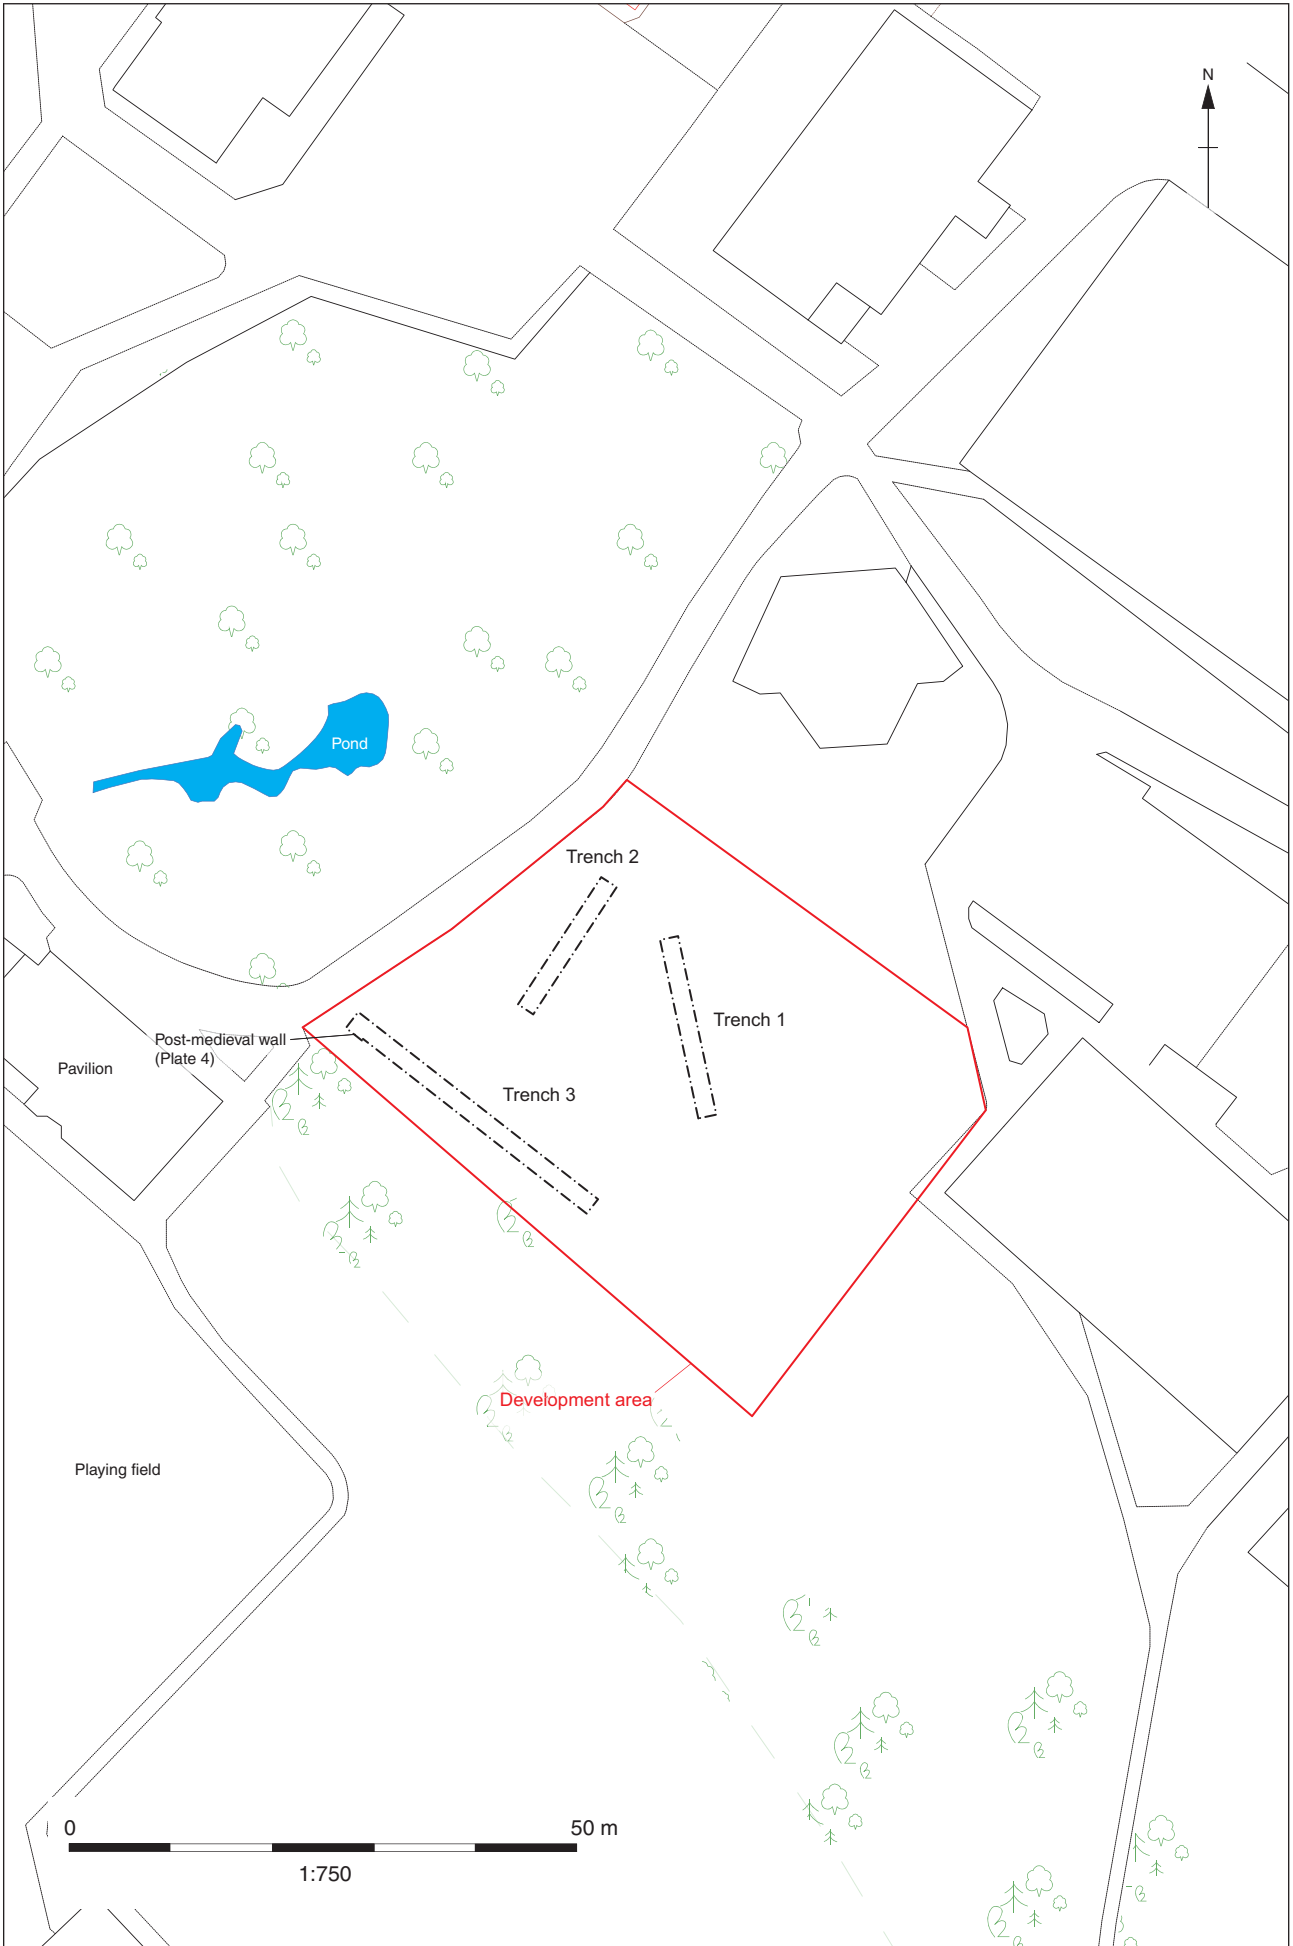 N
Pond
Trench 2
Trench 1
Post-medieval wall
(Plate 4)
Pavilion
Trench 3
Development area
Playing field
0 50 m
1:750